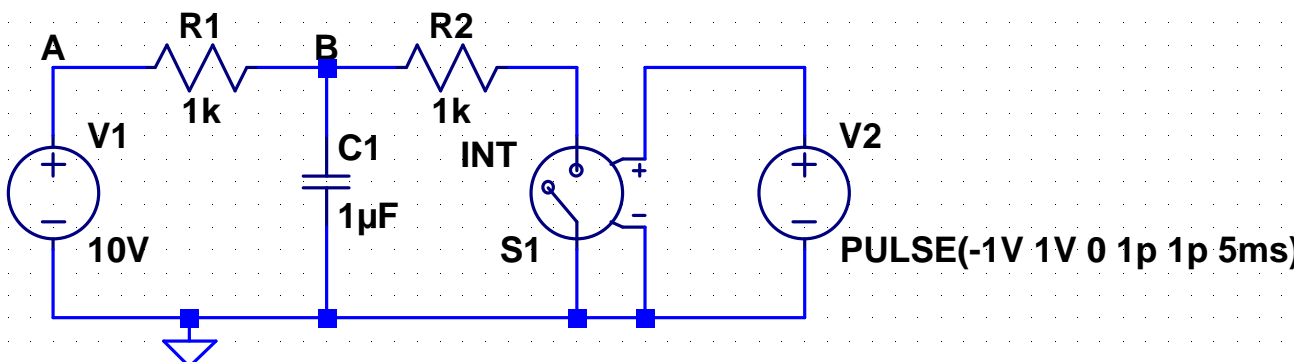 A
R1
1k
B
R2
1k
V1
10V
C1
1µF
INT
S1
V2
PULSE(-1V 1V 0 1p 1p 5ms)